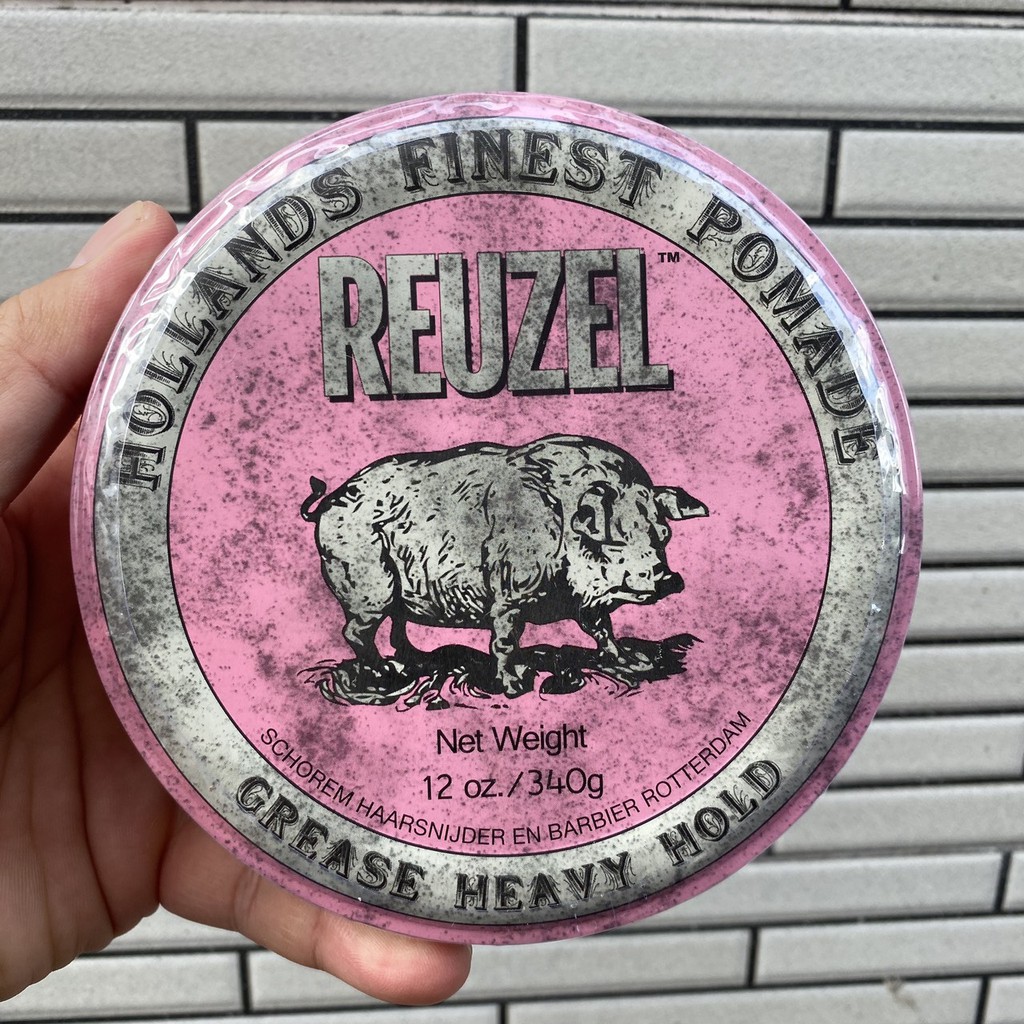 HOLLANDS FINEST POMADE
REUZEL™
Net Weight
12 oz./340g
SCHOREM HAARSNIJDER EN BARBIER ROTTERDAM
GREASE HEAVY HOLD